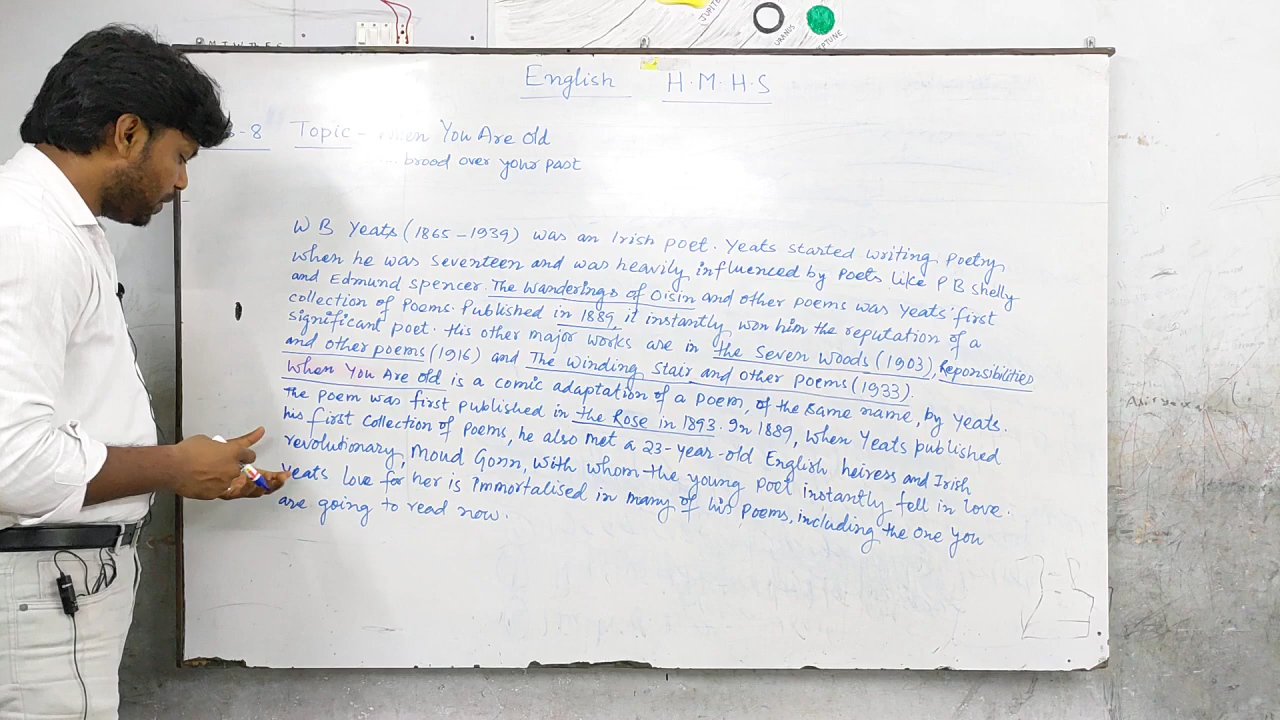 JUPITE
URANUS
NEPTUNE
English H.M.H.S
-8 Topic - When You Are Old
brood over your past
W B Yeats (1865-1939) was an Irish poet. Yeats started writing Poetry
when he was seventeen and was heavily influenced by poets like P B Shelly
and Edmund Spencer. The Wanderings of Oisin and other poems was Yeats' first
collection of Poems. Published in 1889, it instantly won him the reputation of a
significant poet. His other major works are in the Seven Woods (1903), Reponsibilities
and other poems (1916) and The Winding Stair and other Poems (1933).
When You Are Old is a comic adaptation of a poem, of the same name, by Yeats.
The poem was first published in the Rose in 1893. In 1889, when Yeats published
his first collection of Poems, he also met a 23-year-old English heiress and Irish
revolutionary, Moud Gonn, with whom the young poet instantly fell in love.
Yeats love for her is immortalised in many of his Poems, including the one you
are going to read now.